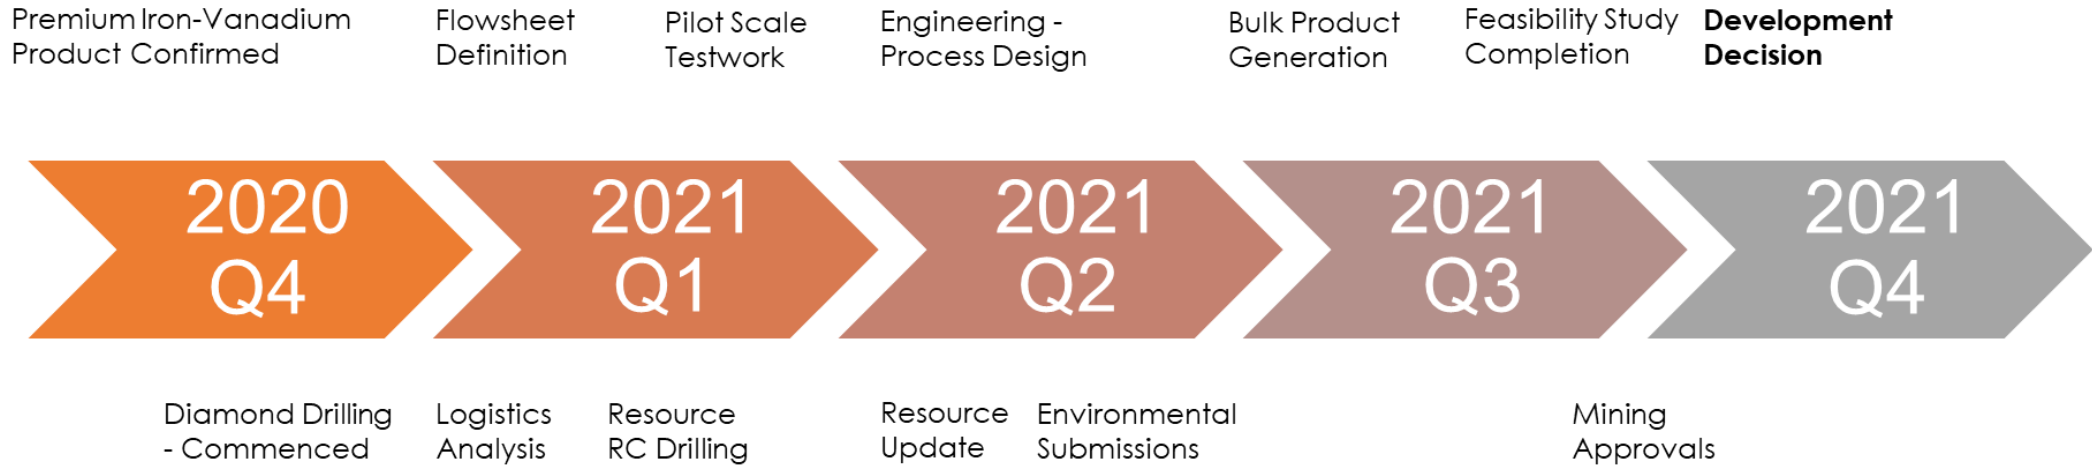 Premium Iron-Vanadium
Product Confirmed
Flowsheet
Definition
Pilot Scale
Testwork
Engineering -
Process Design
Bulk Product
Generation
Feasibility Study
Completion
Development
Decision
2020
Q4
2021
Q1
2021
Q2
2021
Q3
2021
Q4
Diamond Drilling
- Commenced
Logistics
Analysis
Resource
RC Drilling
Resource
Update
Environmental
Submissions
Mining
Approvals